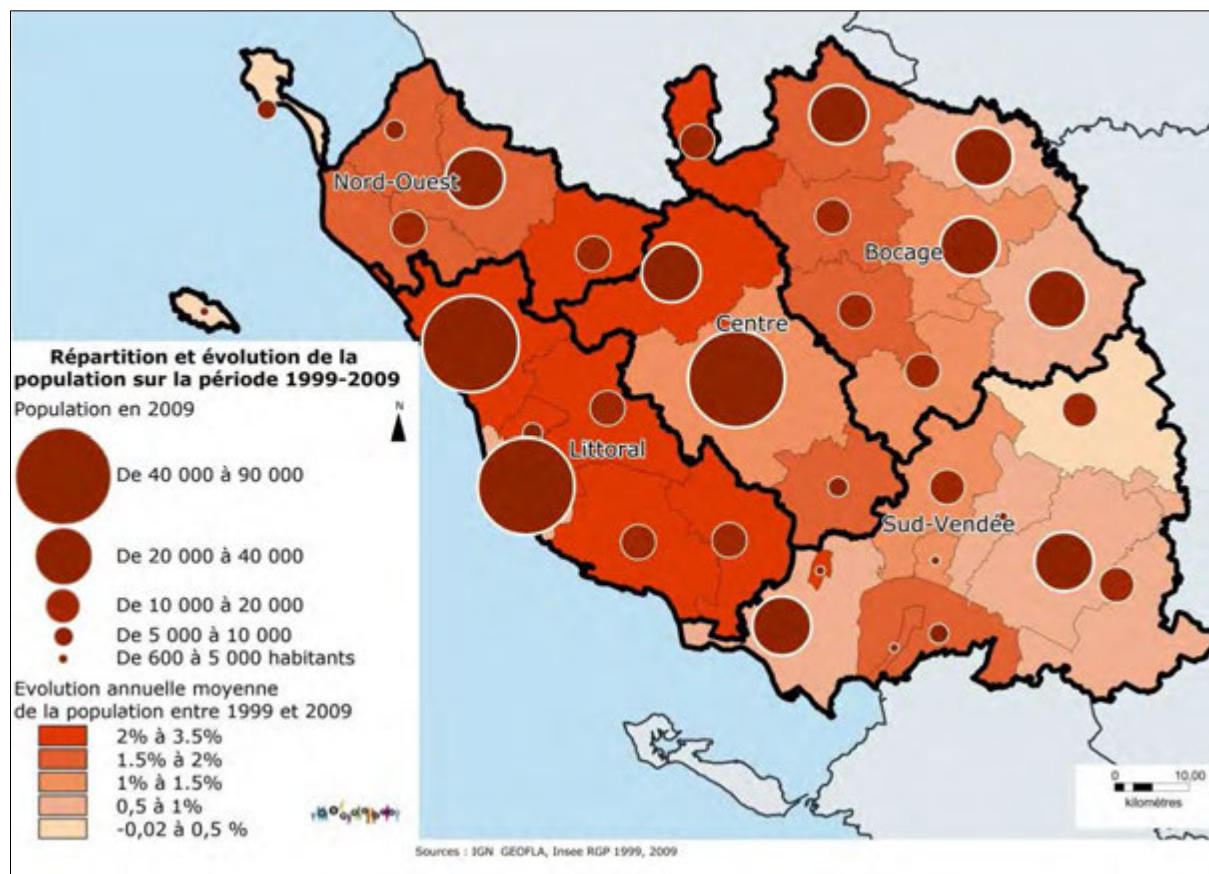 Nord-Ouest
Bocage
Centre
Littoral
Sud-Vendée
Répartition et évolution de la
population sur la période 1999-2009
Population en 2009
N
De 40 000 à 90 000
De 20 000 à 40 000
De 10 000 à 20 000
De 5 000 à 10 000
De 600 à 5 000 habitants
Evolution annuelle moyenne
de la population entre 1999 et 2009
2% à 3.5%
1.5% à 2%
1% à 1.5%
0,5 à 1%
-0,02 à 0,5 %
0 10,00
kilomètres
Sources : IGN GEOFLA, Insee RGP 1999, 2009